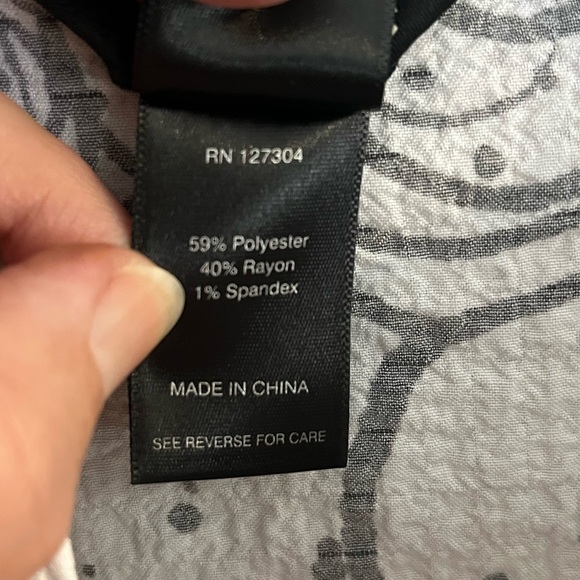 RN 127304
59% Polyester
40% Rayon
1% Spandex
MADE IN CHINA
SEE REVERSE FOR CARE